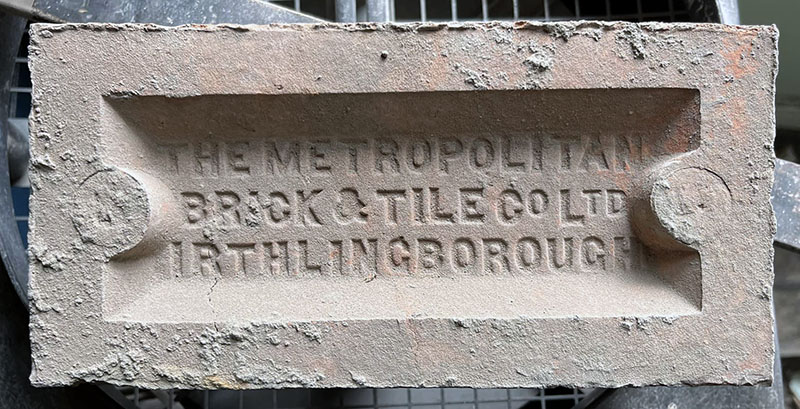 THE METROPOLITAN
BRICK & TILE CO LTD
IRTHLINGBOROUGH